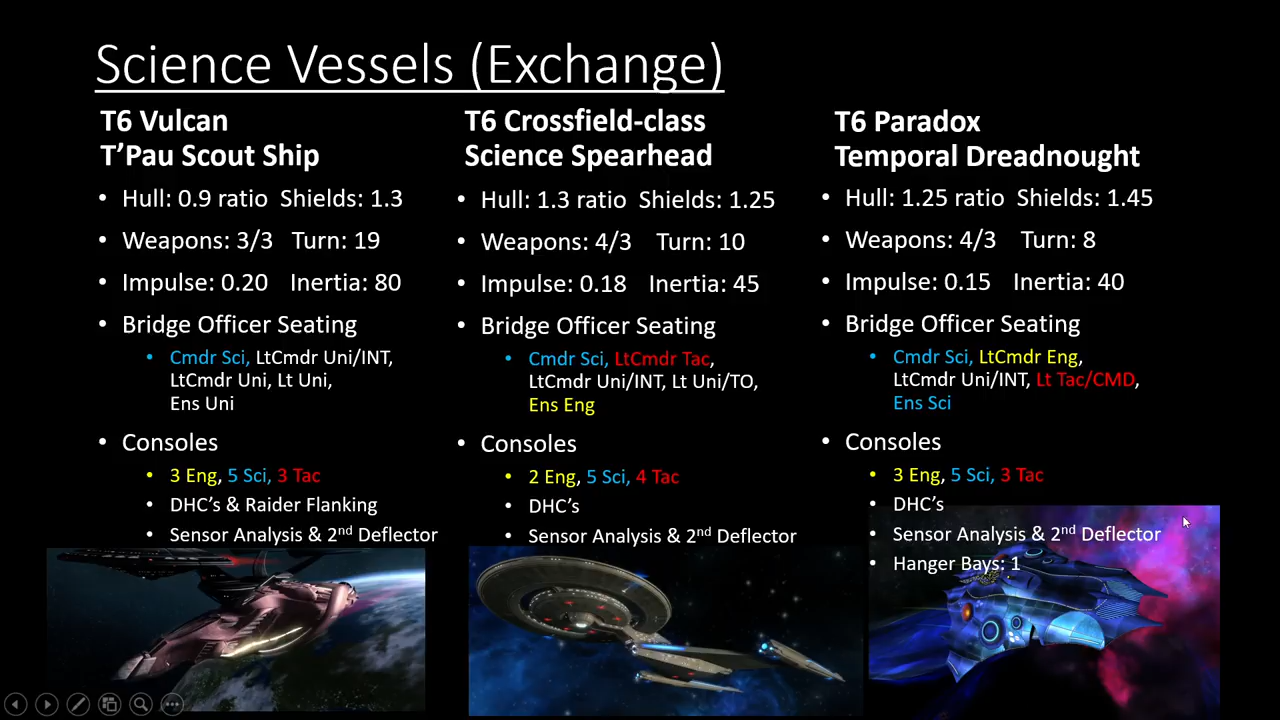 Science Vessels (Exchange)
T6 Vulcan
T'Pau Scout Ship
• Hull: 0.9 ratio Shields: 1.3
• Weapons: 3/3 Turn: 19
• Impulse: 0.20 Inertia: 80
• Bridge Officer Seating
• Cmdr Sci, LtCmdr Uni/INT,
LtCmdr Uni, Lt Uni,
Ens Uni
• Consoles
• 3 Eng, 5 Sci, 3 Tac
• DHC's & Raider Flanking
• Sensor Analysis & 2nd Deflector
T6 Crossfield-class
Science Spearhead
• Hull: 1.3 ratio Shields: 1.25
• Weapons: 4/3 Turn: 10
• Impulse: 0.18 Inertia: 45
• Bridge Officer Seating
• Cmdr Sci, LtCmdr Tac,
LtCmdr Uni/INT, Lt Uni/TO,
Ens Eng
• Consoles
• 2 Eng, 5 Sci, 4 Tac
• DHC's
• Sensor Analysis & 2nd Deflector
T6 Paradox
Temporal Dreadnought
• Hull: 1.25 ratio Shields: 1.45
• Weapons: 4/3 Turn: 8
• Impulse: 0.15 Inertia: 40
• Bridge Officer Seating
• Cmdr Sci, LtCmdr Eng,
LtCmdr Uni/INT, Lt Tac/CMD,
Ens Sci
• Consoles
• 3 Eng, 5 Sci, 3 Tac
• DHC's
• Sensor Analysis & 2nd Deflector
• Hanger Bays: 1